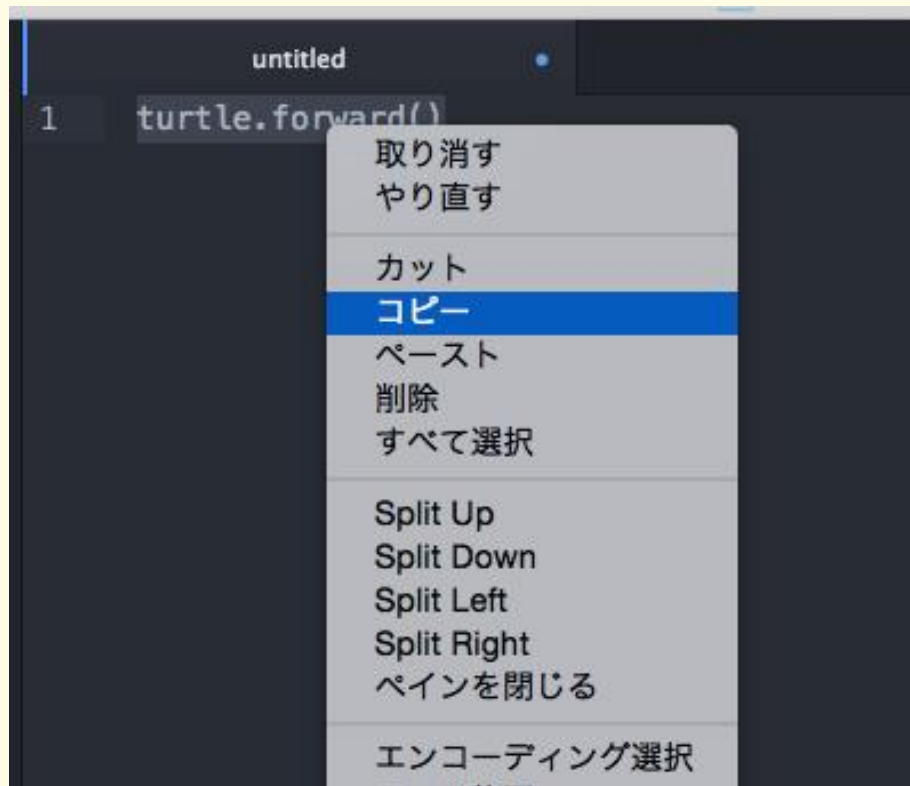 untitled
1 turtle.forward()
取り消す
やり直す
カット
コピー
ペースト
削除
すべて選択
Split Up
Split Down
Split Left
Split Right
ペインを閉じる
エンコーディング選択